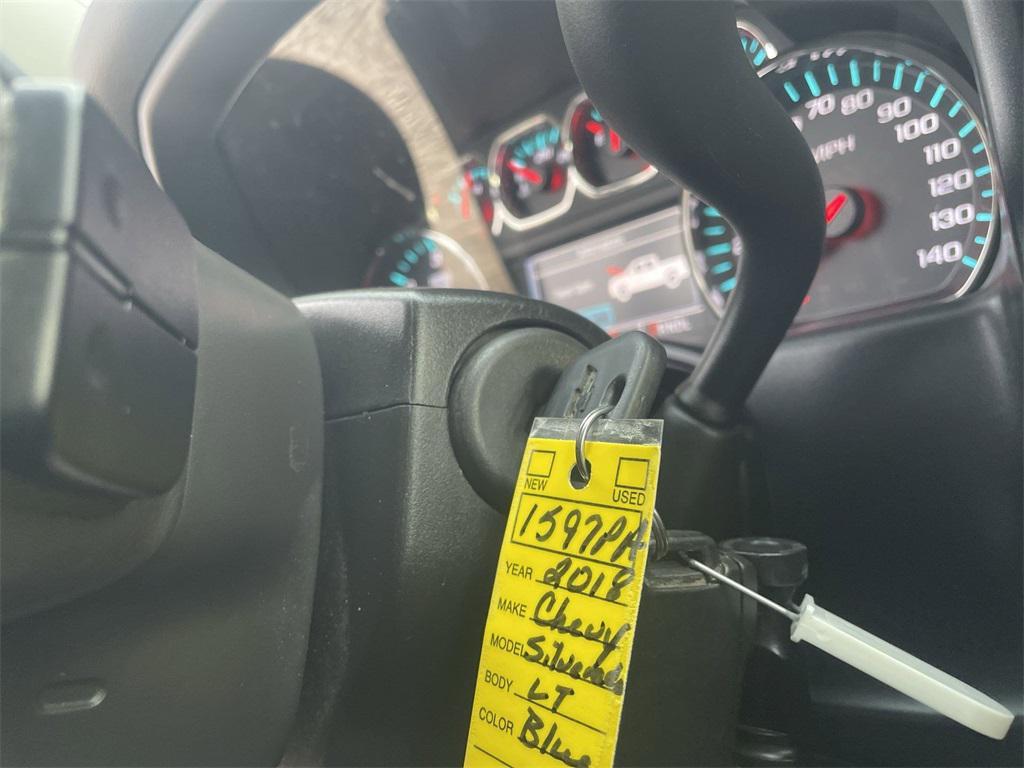 70 80 90 100 110 120 130 140
MPH
NEW USED
1597PA
YEAR 2018
MAKE Chevy
MODEL Silverado
BODY LT
COLOR Blue